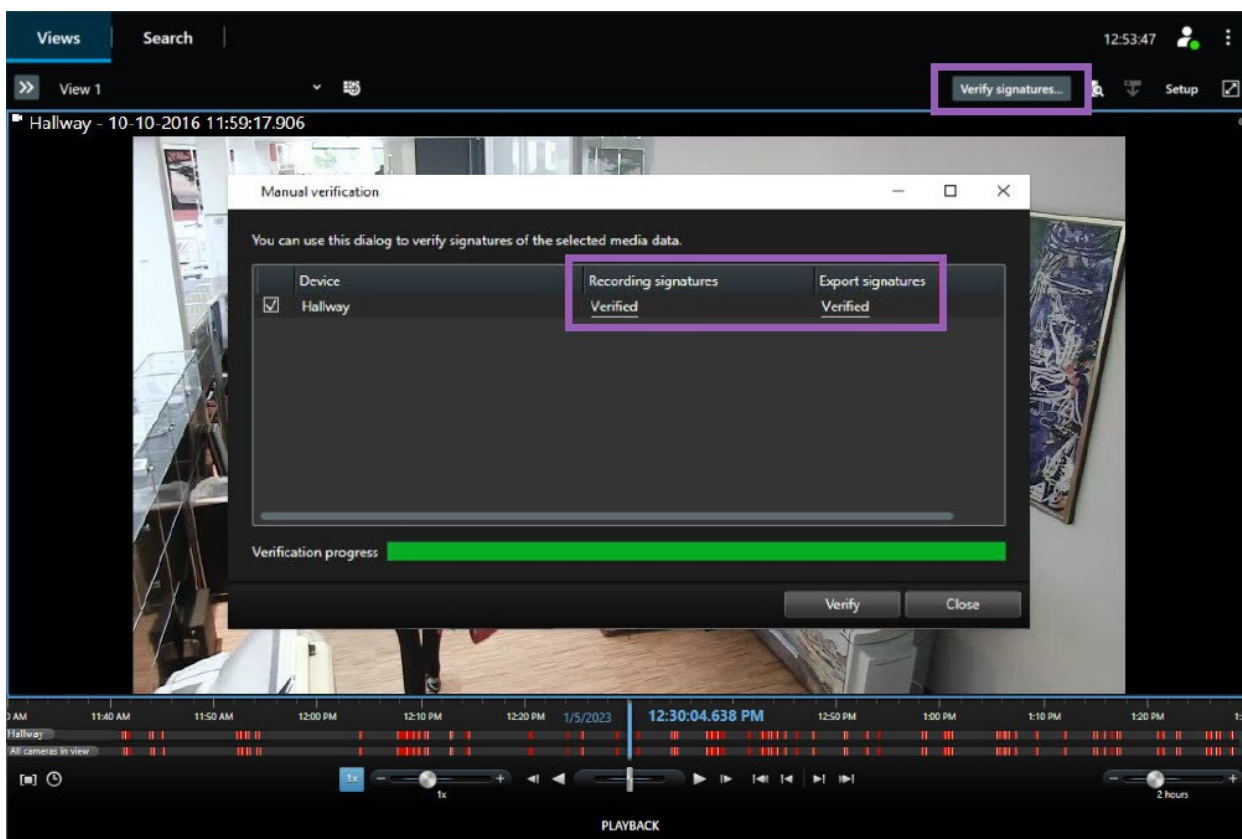 Views Search 12:53:47
View 1 Verify signatures... Setup
Hallway - 10-10-2016 11:59:17.906
Manual verification
You can use this dialog to verify signatures of the selected media data.
Device Recording signatures Export signatures
Hallway Verified Verified
Verification progress
Verify Close
AM 11:40 AM 11:50 AM 12:00 PM 12:10 PM 12:20 PM 1/5/2023 12:30:04.638 PM 12:50 PM 1:00 PM 1:10 PM 1:20 PM 1:
Hallway
All cameras in view
1x
1x 2 hours
PLAYBACK